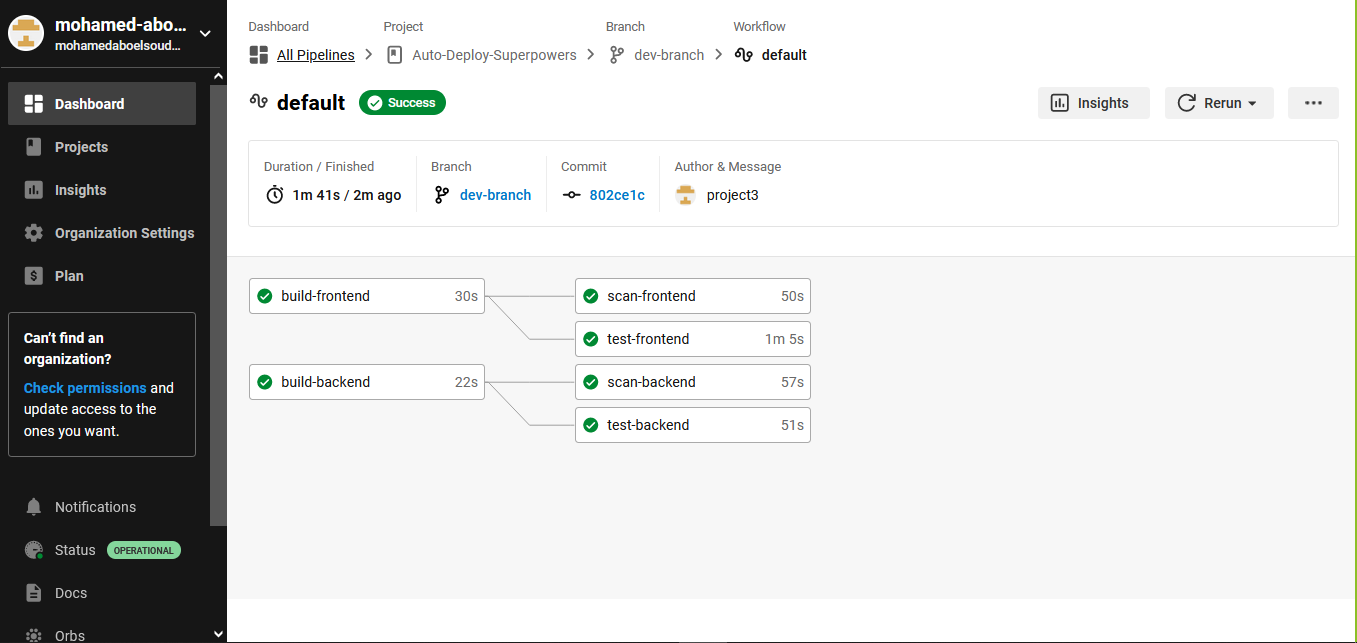 mohamed-abo...
mohamedaboelsoud...
Dashboard
Projects
Insights
Organization Settings
Plan
Can't find an
organization?
Check permissions and
update access to the
ones you want.
Notifications
Status OPERATIONAL
Docs
Orbs
Dashboard Project Branch Workflow
All Pipelines Auto-Deploy-Superpowers dev-branch default
default Success Insights Rerun
Duration / Finished Branch Commit Author & Message
1m 41s / 2m ago dev-branch 802ce1c project3
build-frontend 30s scan-frontend 50s
test-frontend 1m 5s
build-backend 22s scan-backend 57s
test-backend 51s